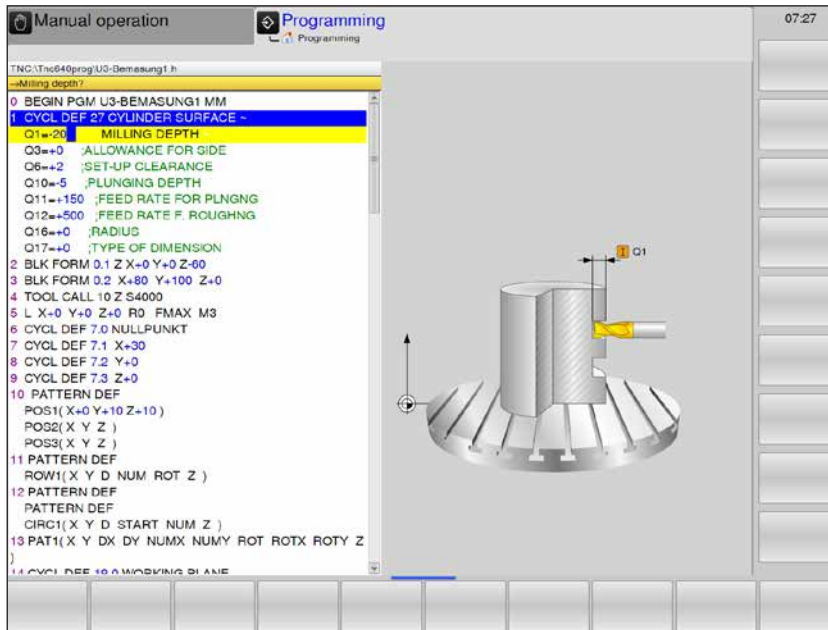 Manual operation
Programming
Programming
07:27
TNC:\Tnc640prog\U3-Bemasung1.h
→Milling depth?
0 BEGIN PGM U3-BEMASUNG1 MM
1 CYCL DEF 27 CYLINDER SURFACE ~
Q1=-20 MILLING DEPTH
Q3=+0 ;ALLOWANCE FOR SIDE
Q6=+2 ;SET-UP CLEARANCE
Q10=-5 ;PLUNGING DEPTH
Q11=+150 ;FEED RATE FOR PLNGNG
Q12=+500 ;FEED RATE F. ROUGHNG
Q16=+0 ;RADIUS
Q17=+0 ;TYPE OF DIMENSION
2 BLK FORM 0.1 Z X+0 Y+0 Z-60
3 BLK FORM 0.2 X+80 Y+100 Z+0
4 TOOL CALL 10 Z S4000
5 L X+0 Y+0 Z+0 R0 FMAX M3
6 CYCL DEF 7.0 NULLPUNKT
7 CYCL DEF 7.1 X+30
8 CYCL DEF 7.2 Y+0
9 CYCL DEF 7.3 Z+0
10 PATTERN DEF
POS1( X+0 Y+10 Z+10 )
POS2( X Y Z )
POS3( X Y Z )
11 PATTERN DEF
ROW1( X Y D NUM ROT Z )
12 PATTERN DEF
PATTERN DEF
CIRC1( X Y D START NUM Z )
13 PAT1( X Y DX DY NUMX NUMY ROT ROTX ROTY Z
)
14 CYCL DEF 19.0 WORKING PLANE
I Q1